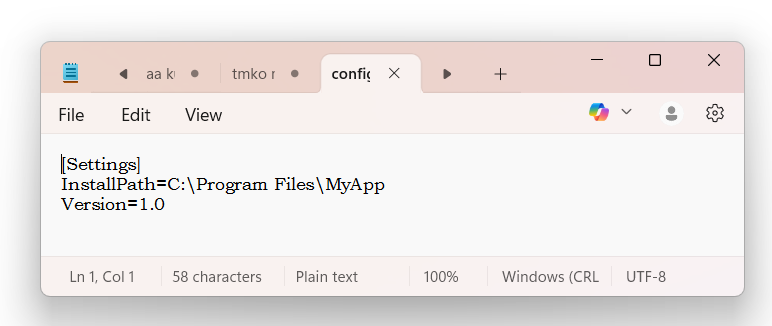 aa kı
tmko r
config
File Edit View
[Settings]
InstallPath=C:\Program Files\MyApp
Version=1.0
Ln 1, Col 1 58 characters Plain text 100% Windows (CRL UTF-8